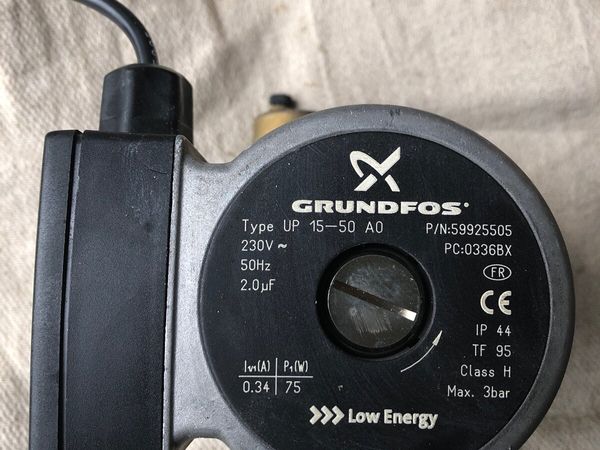 GRUNDFOS
Type UP 15-50 AO
P/N:59925505
230V ~
PC:0336BX
50Hz
FR
2.0µF
CE
IP 44
TF 95
I1/1(A) P1(W)
Class H
0.34 75
Max. 3bar
>>> Low Energy